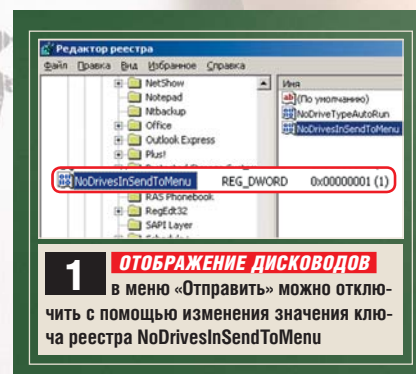 Редактор реестра
Файл Правка Вид Избранное Справка
NetShow
Notepad
Ntbackup
Office
Outlook Express
Plus!
Имя
(По умолчанию)
NoDriveTypeAutoRun
NoDrivesInSendToMenu
NoDrivesInSendToMenu REG_DWORD 0x00000001 (1)
RAS Phonebook
RegEdt32
SAPI Layer
1 ОТОБРАЖЕНИЕ ДИСКОВОДОВ
в меню «Отправить» можно отклю-
чить с помощью изменения значения клю-
ча реестра NoDrivesInSendToMenu